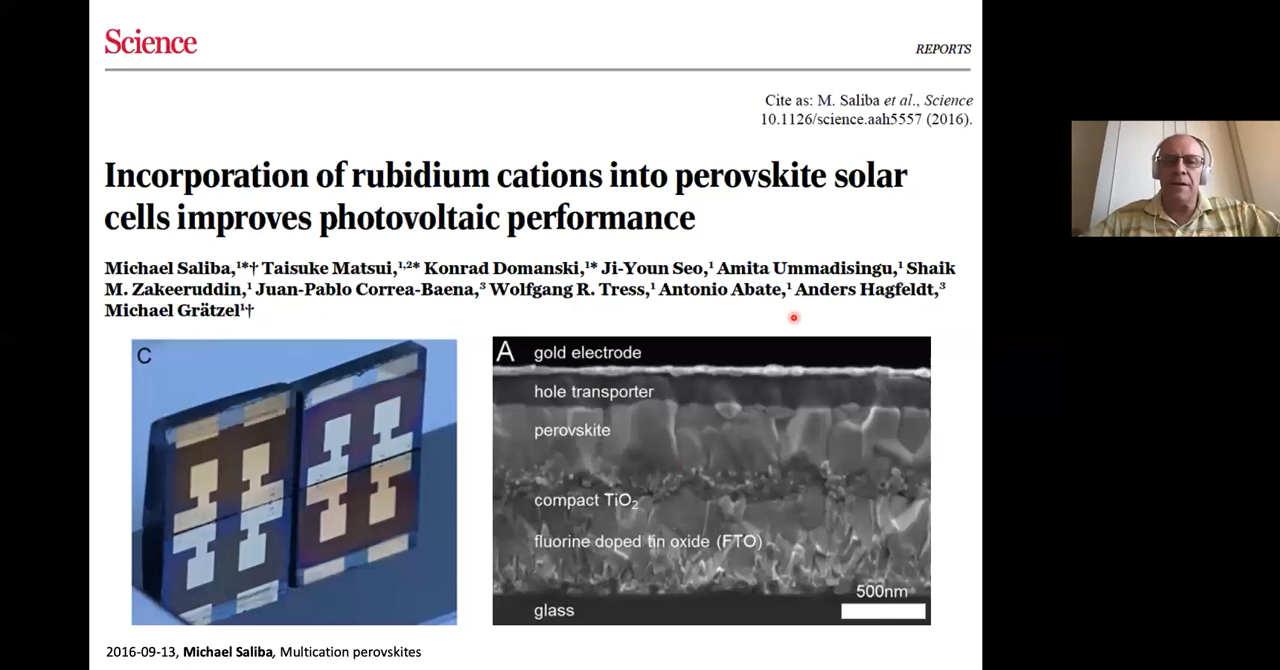 Science
REPORTS
Cite as: M. Saliba et al., Science
10.1126/science.aah5557 (2016).
Incorporation of rubidium cations into perovskite solar
cells improves photovoltaic performance
Michael Saliba,¹*† Taisuke Matsui,¹,²* Konrad Domanski,¹* Ji-Youn Seo,¹ Amita Ummadisingu,¹ Shaik
M. Zakeeruddin,¹ Juan-Pablo Correa-Baena,³ Wolfgang R. Tress,¹ Antonio Abate,¹ Anders Hagfeldt,³
Michael Grätzel¹†
C
A
gold electrode
hole transporter
perovskite
compact TiO₂
fluorine doped tin oxide (FTO)
500nm
glass
2016-09-13, Michael Saliba, Multication perovskites